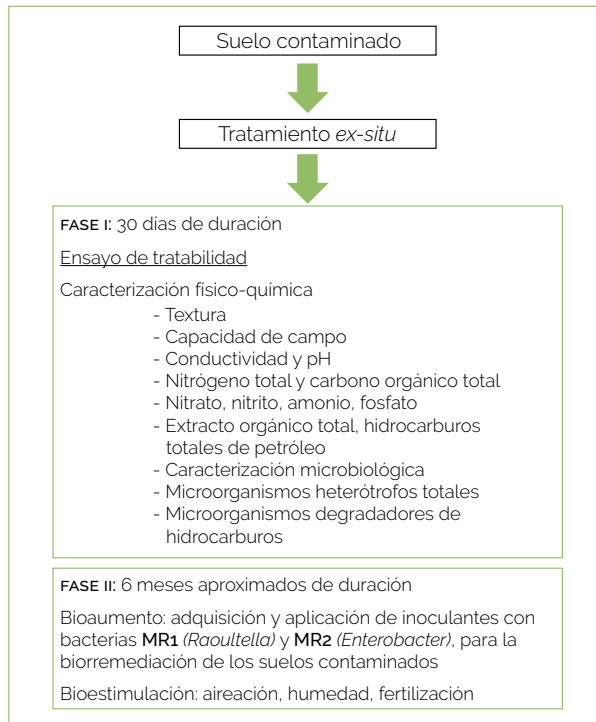 Suelo contaminado
Tratamiento ex-situ
FASE I: 30 días de duración
Ensayo de tratabilidad
Caracterización físico-química
- Textura
- Capacidad de campo
- Conductividad y pH
- Nitrógeno total y carbono orgánico total
- Nitrato, nitrito, amonio, fosfato
- Extracto orgánico total, hidrocarburos
totales de petróleo
- Caracterización microbiológica
- Microorganismos heterótrofos totales
- Microorganismos degradadores de
hidrocarburos
FASE II: 6 meses aproximados de duración
Bioaumento: adquisición y aplicación de inoculantes con
bacterias MR1 (Raoultella) y MR2 (Enterobacter), para la
biorremediación de los suelos contaminados
Bioestimulación: aireación, humedad, fertilización